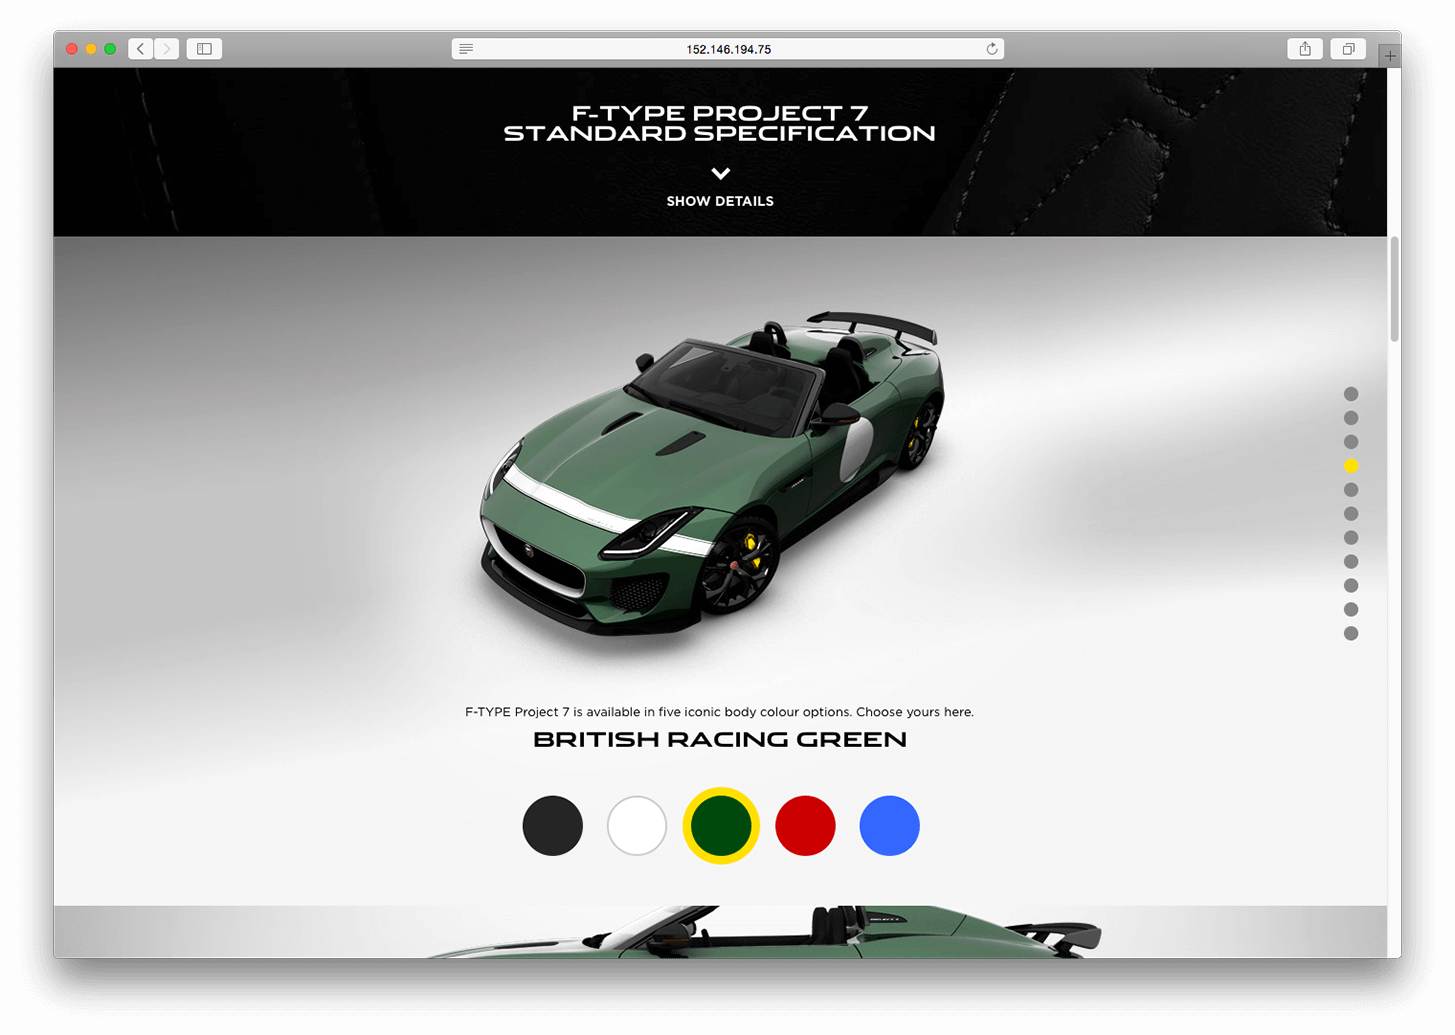 152.146.194.75
F-TYPE PROJECT 7
STANDARD SPECIFICATION
SHOW DETAILS
F-TYPE Project 7 is available in five iconic body colour options. Choose yours here.
BRITISH RACING GREEN